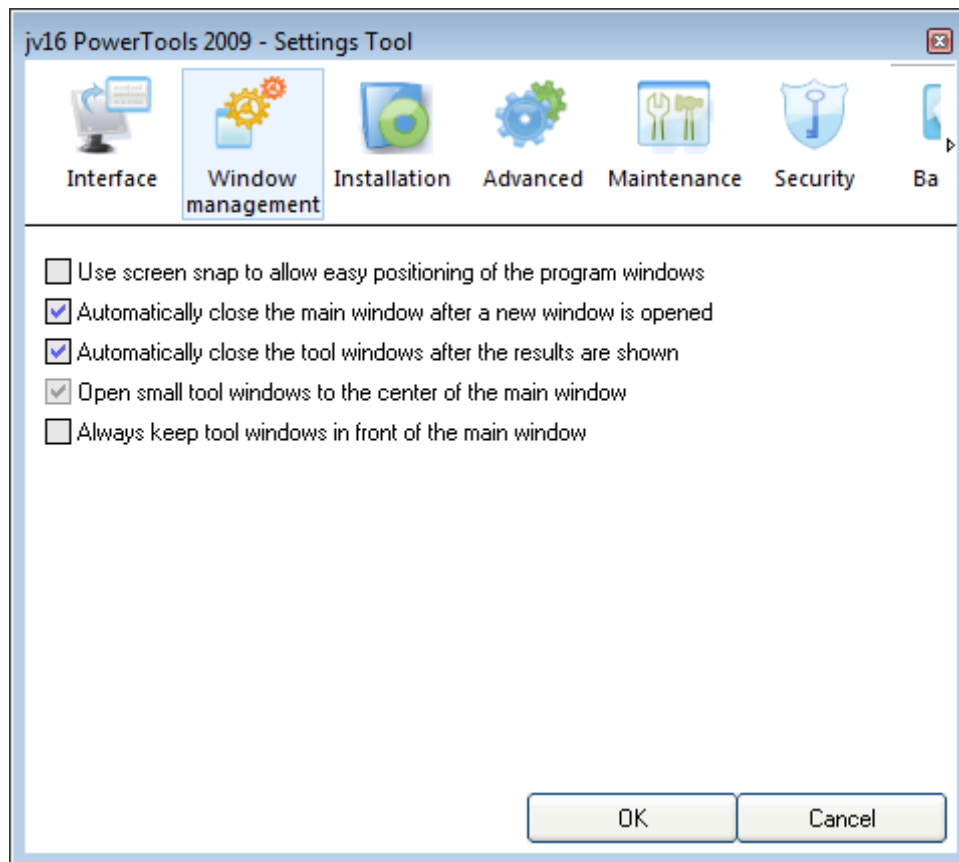 jv16 PowerTools 2009 - Settings Tool
Interface
Window
management
Installation
Advanced
Maintenance
Security
Ba
Use screen snap to allow easy positioning of the program windows
Automatically close the main window after a new window is opened
Automatically close the tool windows after the results are shown
Open small tool windows to the center of the main window
Always keep tool windows in front of the main window
OK
Cancel